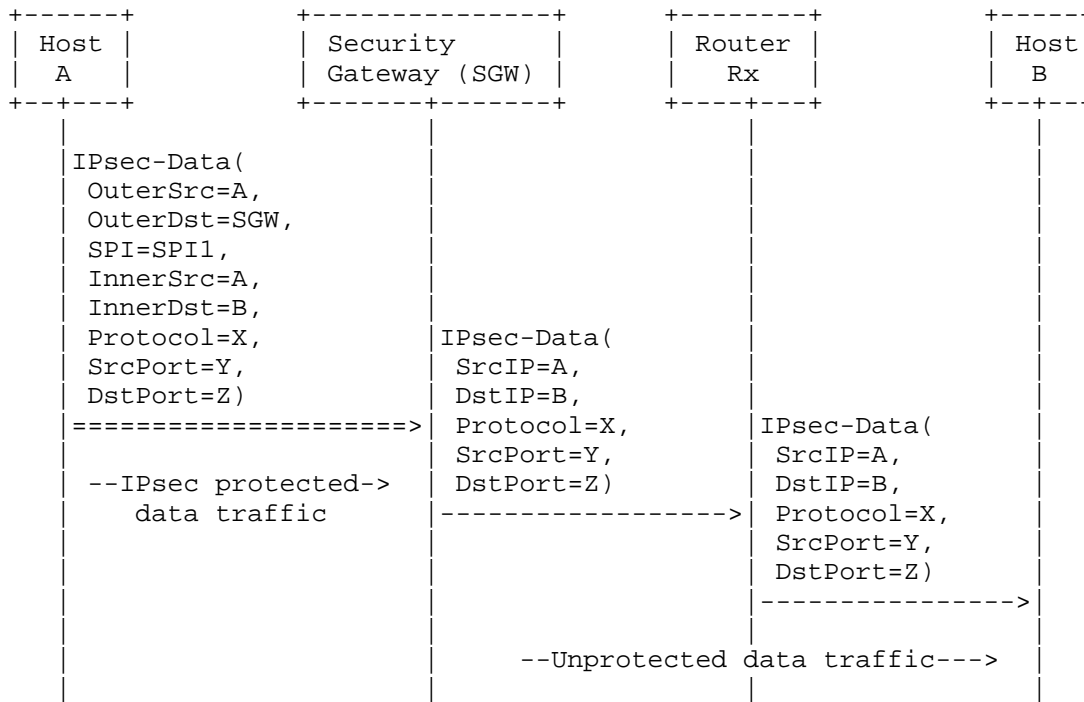 +------+          +----------------+      +--------+          +------
| Host |          | Security       |      | Router |          | Host
|  A   |          | Gateway (SGW)  |      |   Rx   |          |  B
+--+---+          +-------+--------+      +----+---+          +--+---
IPsec-Data(
OuterSrc=A,
OuterDst=SGW,
SPI=SPI1,
InnerSrc=A,
InnerDst=B,
Protocol=X, IPsec-Data(
SrcPort=Y, SrcIP=A,
DstPort=Z) DstIP=B,
=====================> Protocol=X, IPsec-Data(
SrcPort=Y, SrcIP=A,
--IPsec protected-> DstPort=Z) DstIP=B,
data traffic ------------------> Protocol=X,
SrcPort=Y,
DstPort=Z)
---------------->
--Unprotected data traffic--->